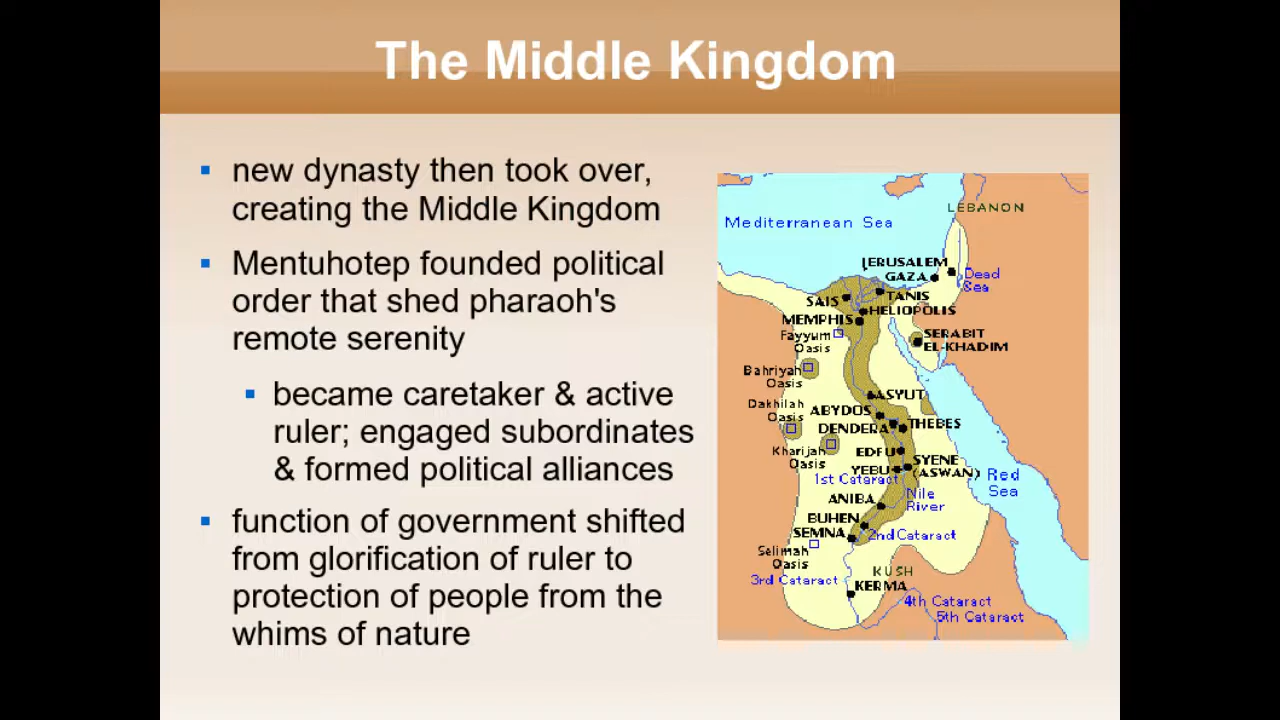 The Middle Kingdom
new dynasty then took over,
creating the Middle Kingdom
Mentuhotep founded political
order that shed pharaoh's
remote serenity
became caretaker & active
ruler; engaged subordinates
& formed political alliances
function of government shifted
from glorification of ruler to
protection of people from the
whims of nature
LEBANON
Mediterranean Sea
JERUSALEM
GAZA
Dead
Sea
SAIS
TANIS
HELIOPOLIS
MEMPHIS
Fayyum
Oasis
SERABIT
EL-KHADIM
Bahriyah
Oasis
ASYUT
Dakhilah
Oasis
ABYDOS
DENDERA
THEBES
Kharijah
Oasis
EDFU
YEBU
SYENE
(ASWAN)
1st Cataract
Red
Sea
Nile
River
ANIBA
BUHEN
SEMNA
2nd Cataract
Selimah
Oasis
3rd Cataract
KUSH
KERMA
4th Cataract
5th Cataract